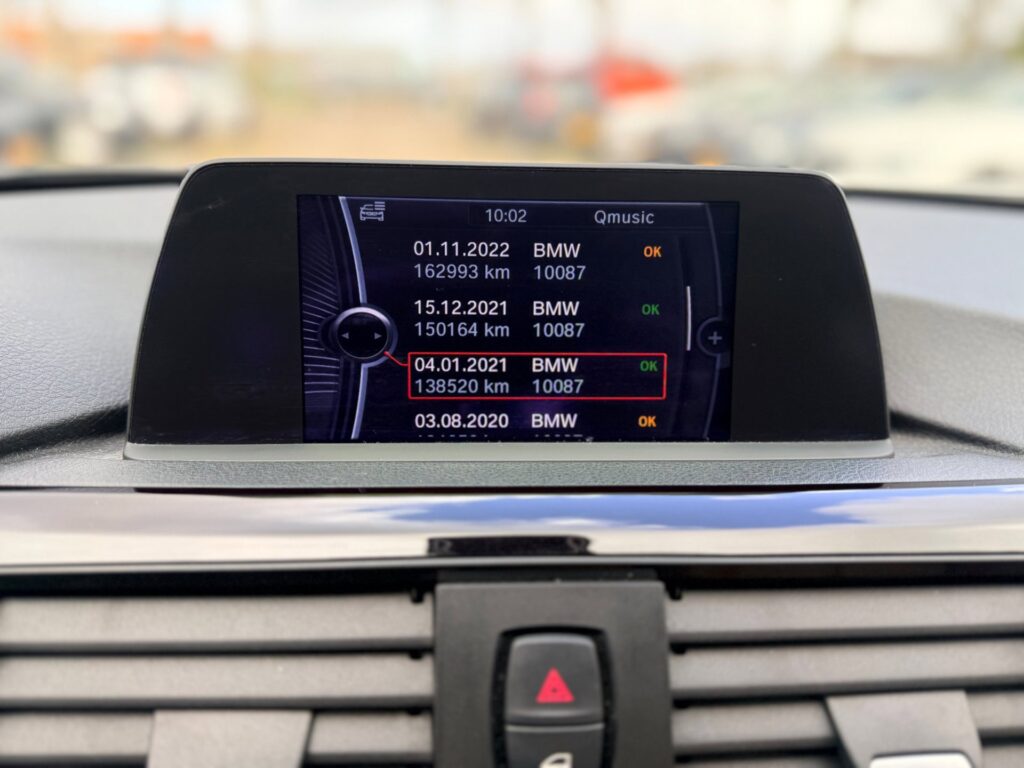 10:02 Qmusic
01.11.2022 BMW OK
162993 km 10087
15.12.2021 BMW OK
150164 km 10087
04.01.2021 BMW OK
138520 km 10087
03.08.2020 BMW OK